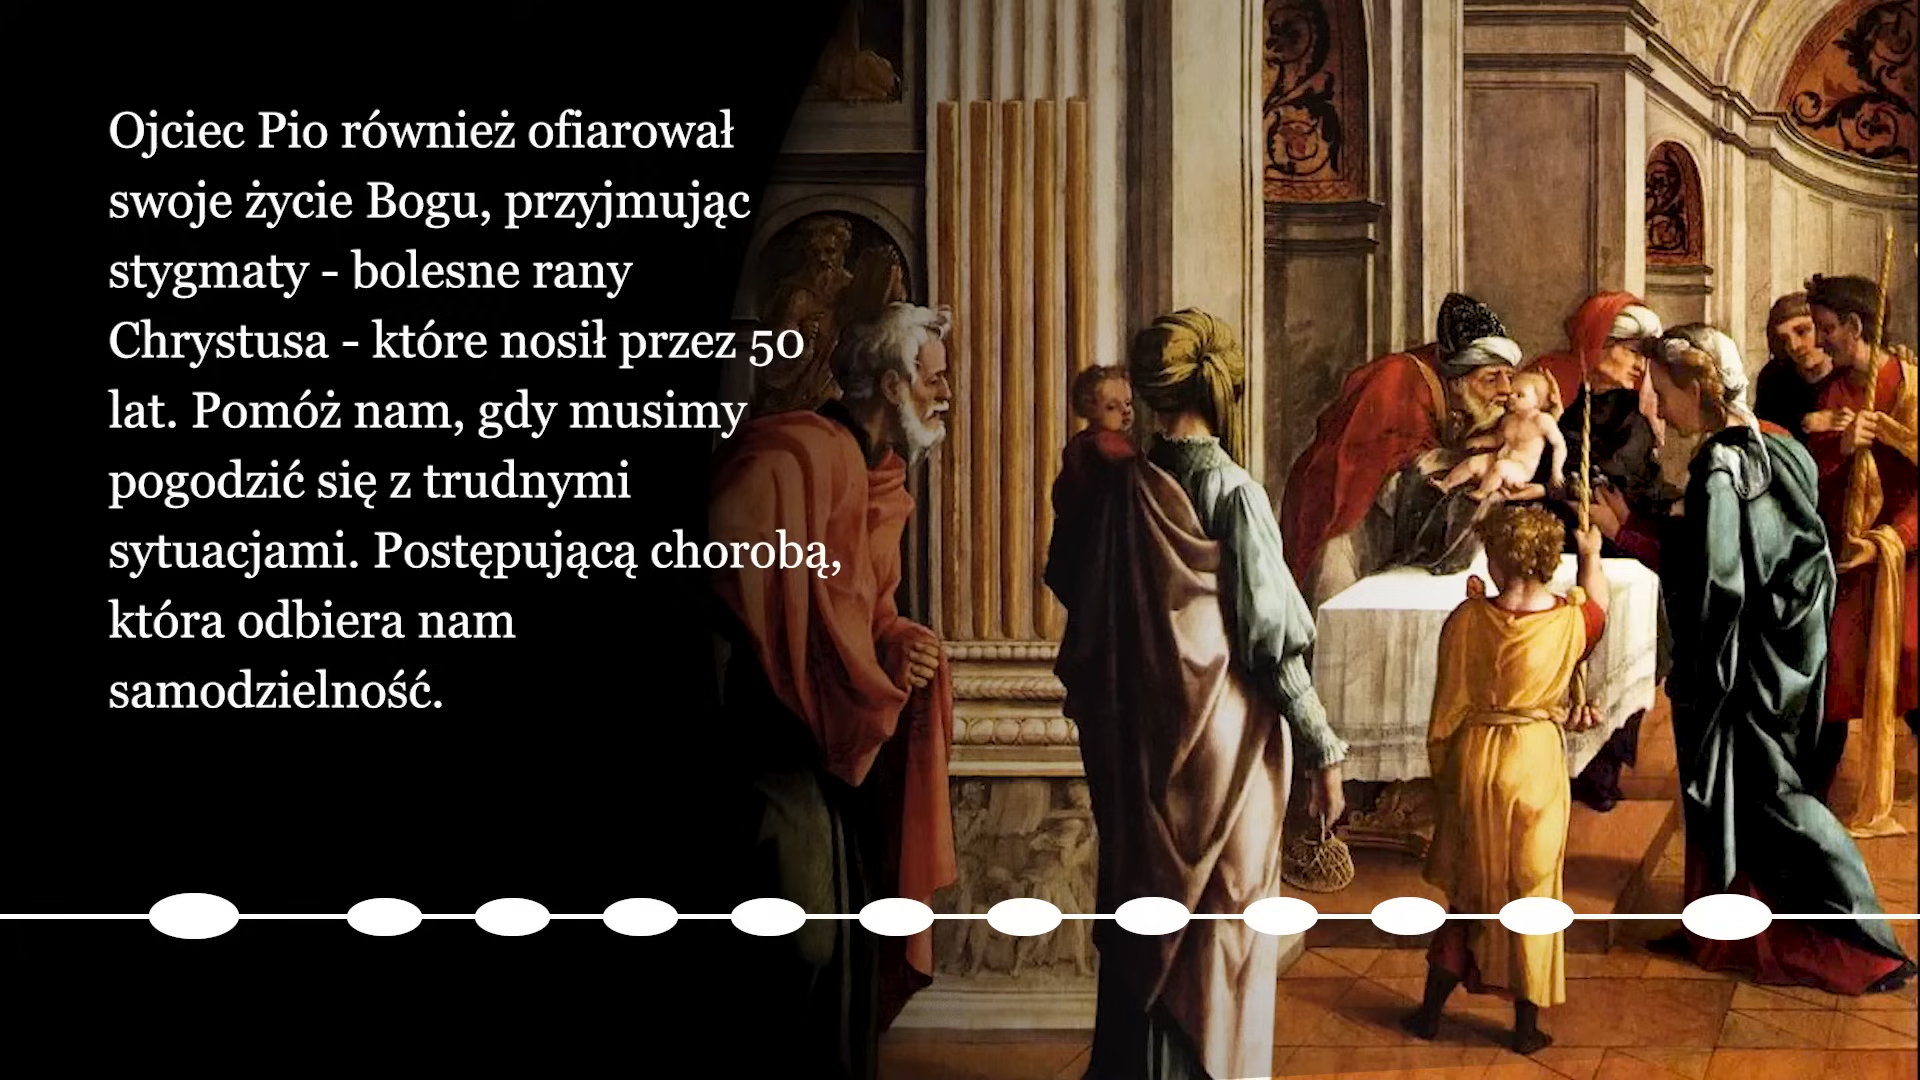 Ojciec Pio również ofiarował
swoje życie Bogu, przyjmując
stygmaty - bolesne rany
Chrystusa - które nosił przez 50
lat. Pomóż nam, gdy musimy
pogodzić się z trudnymi
sytuacjami. Postępującą chorobą,
która odbiera nam
samodzielność.